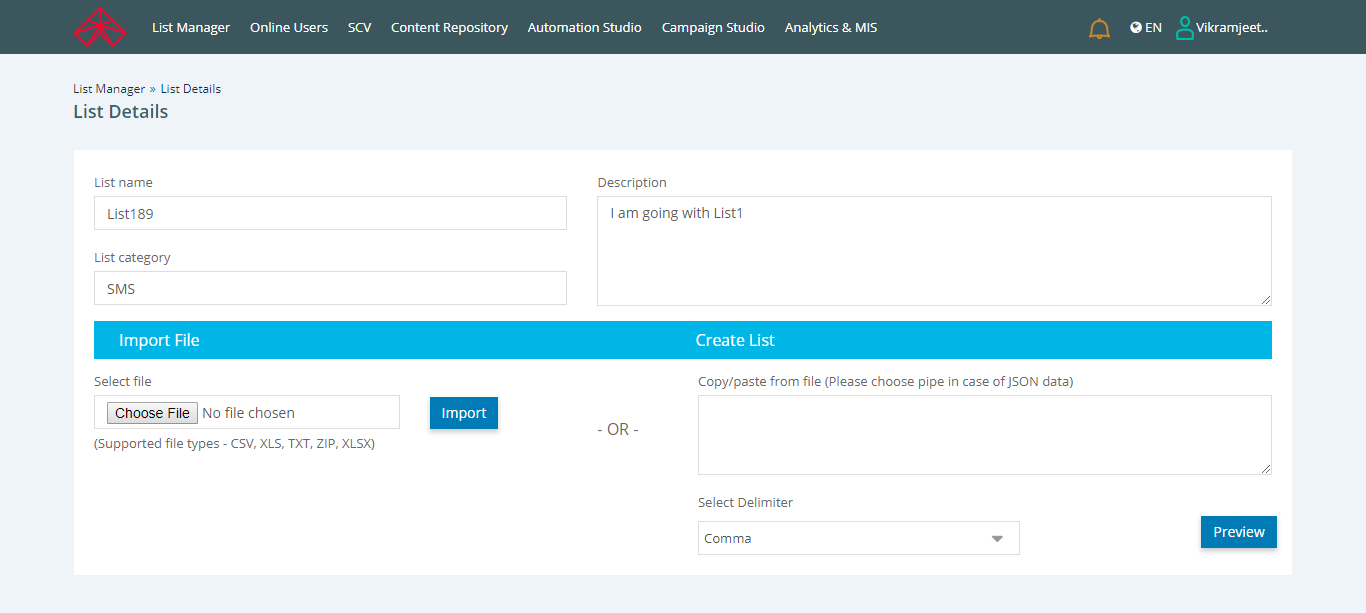 List Manager Online Users SCV Content Repository Automation Studio Campaign Studio Analytics & MIS EN Vikramjeet..
List Manager » List Details
List Details
List name
List189
Description
I am going with List1
List category
SMS
Import File
Create List
Select file
Choose File No file chosen
Import
(Supported file types - CSV, XLS, TXT, ZIP, XLSX)
- OR -
Copy/paste from file (Please choose pipe in case of JSON data)
Select Delimiter
Comma
Preview